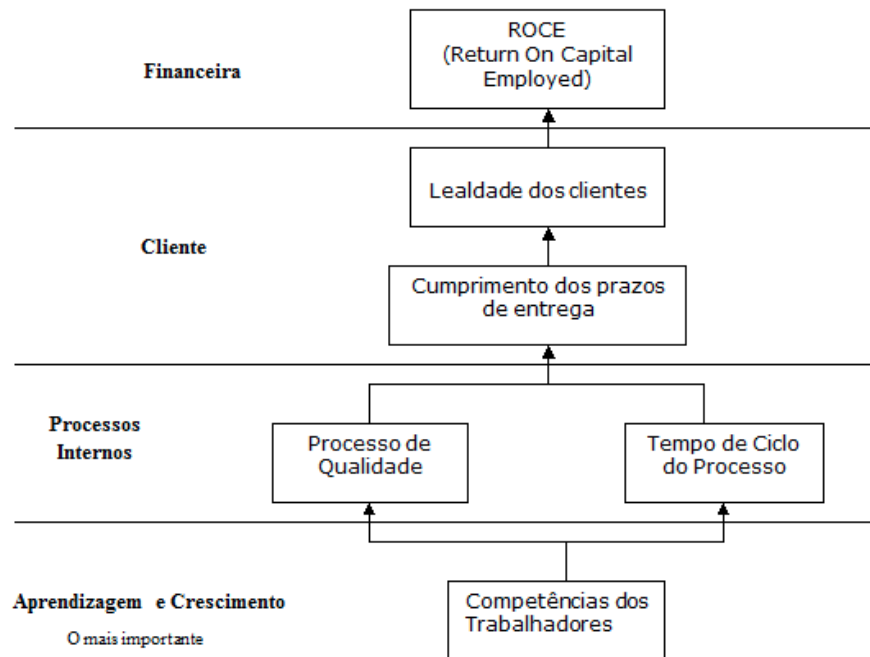 ROCE
(Return On Capital
Employed)
Financeira
Lealdade dos clientes
Cliente
Cumprimento dos prazos
de entrega
Processos
Internos
Processo de
Qualidade
Tempo de Ciclo
do Processo
Aprendizagem e Crescimento
O mais importante
Competências dos
Trabalhadores